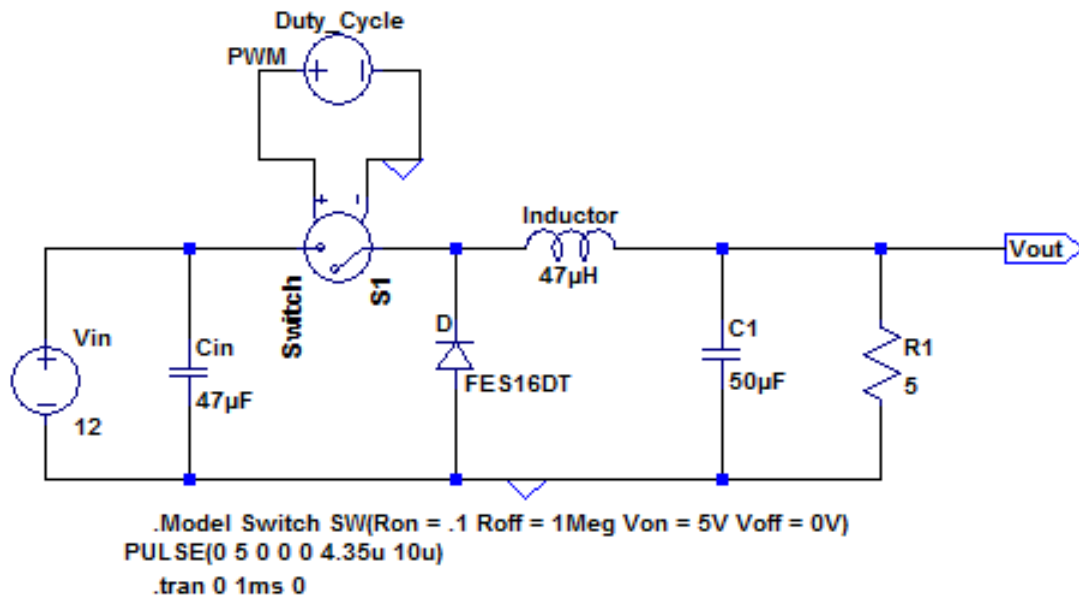 Duty_Cycle
PWM
Inductor
47µH
Vout
Switch
S1
Vin
12
Cin
47µF
D
FES16DT
C1
50µF
R1
5
.Model Switch SW(Ron = .1 Roff = 1Meg Von = 5V Voff = 0V)
PULSE(0 5 0 0 0 4.35u 10u)
.tran 0 1ms 0